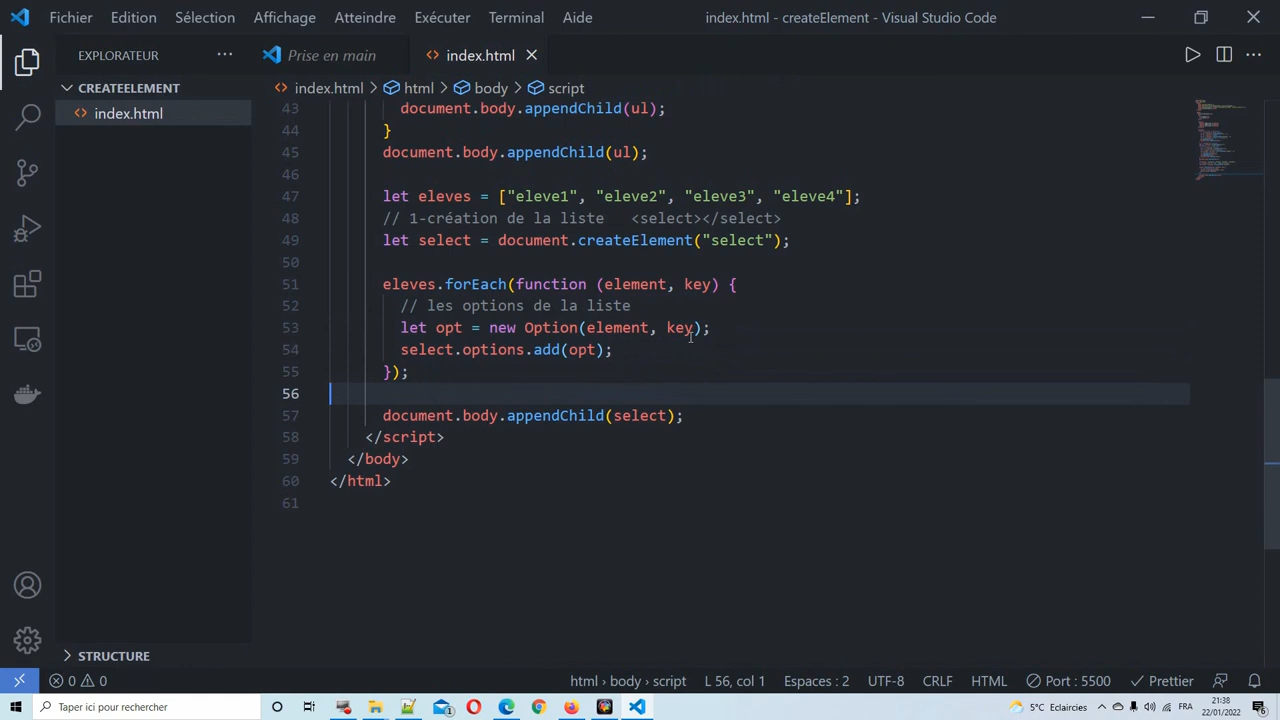 Fichier Edition Sélection Affichage Atteindre Exécuter Terminal Aide index.html - createElement - Visual Studio Code
EXPLORATEUR ··· Prise en main index.html
CREATEELEMENT
index.html > html > body > script
index.html
43 document.body.appendChild(ul);
44 }
45 document.body.appendChild(ul);
46
47 let eleves = ["eleve1", "eleve2", "eleve3", "eleve4"];
48 // 1-création de la liste <select></select>
49 let select = document.createElement("select");
50
51 eleves.forEach(function (element, key) {
52 // les options de la liste
53 let opt = new Option(element, key);
54 select.options.add(opt);
55 });
56
57 document.body.appendChild(select);
58 </script>
59 </body>
60 </html>
61
STRUCTURE
0 0 html > body > script L 56, col 1 Espaces : 2 UTF-8 CRLF HTML Port : 5500 Prettier
Taper ici pour rechercher 5°C Eclaircies FRA 21:38
22/01/2022